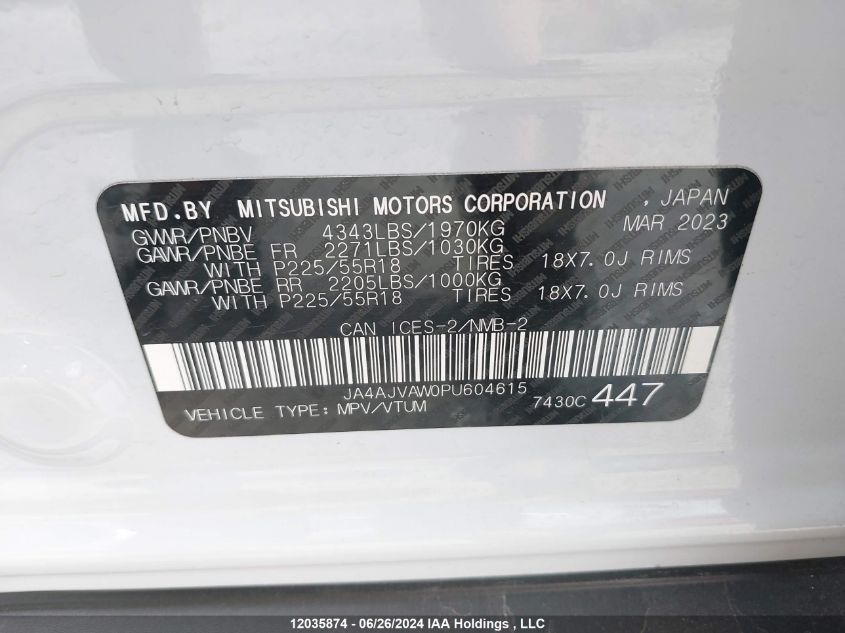 MFD.BY MITSUBISHI MOTORS CORPORATION , JAPAN
GVWR/PNBV 4343LBS/1970KG MAR 2023
GAWR/PNBE FR 2271LBS/1030KG
WITH P225/55R18 TIRES 18X7.0J RIMS
GAWR/PNBE RR 2205LBS/1000KG
WITH P225/55R18 TIRES 18X7.0J RIMS
CAN ICES-2/NMB-2
JA4AJVAW0PU604615
VEHICLE TYPE: MPV/VTUM 7430C 447
12035874 - 06/26/2024 IAA Holdings , LLC